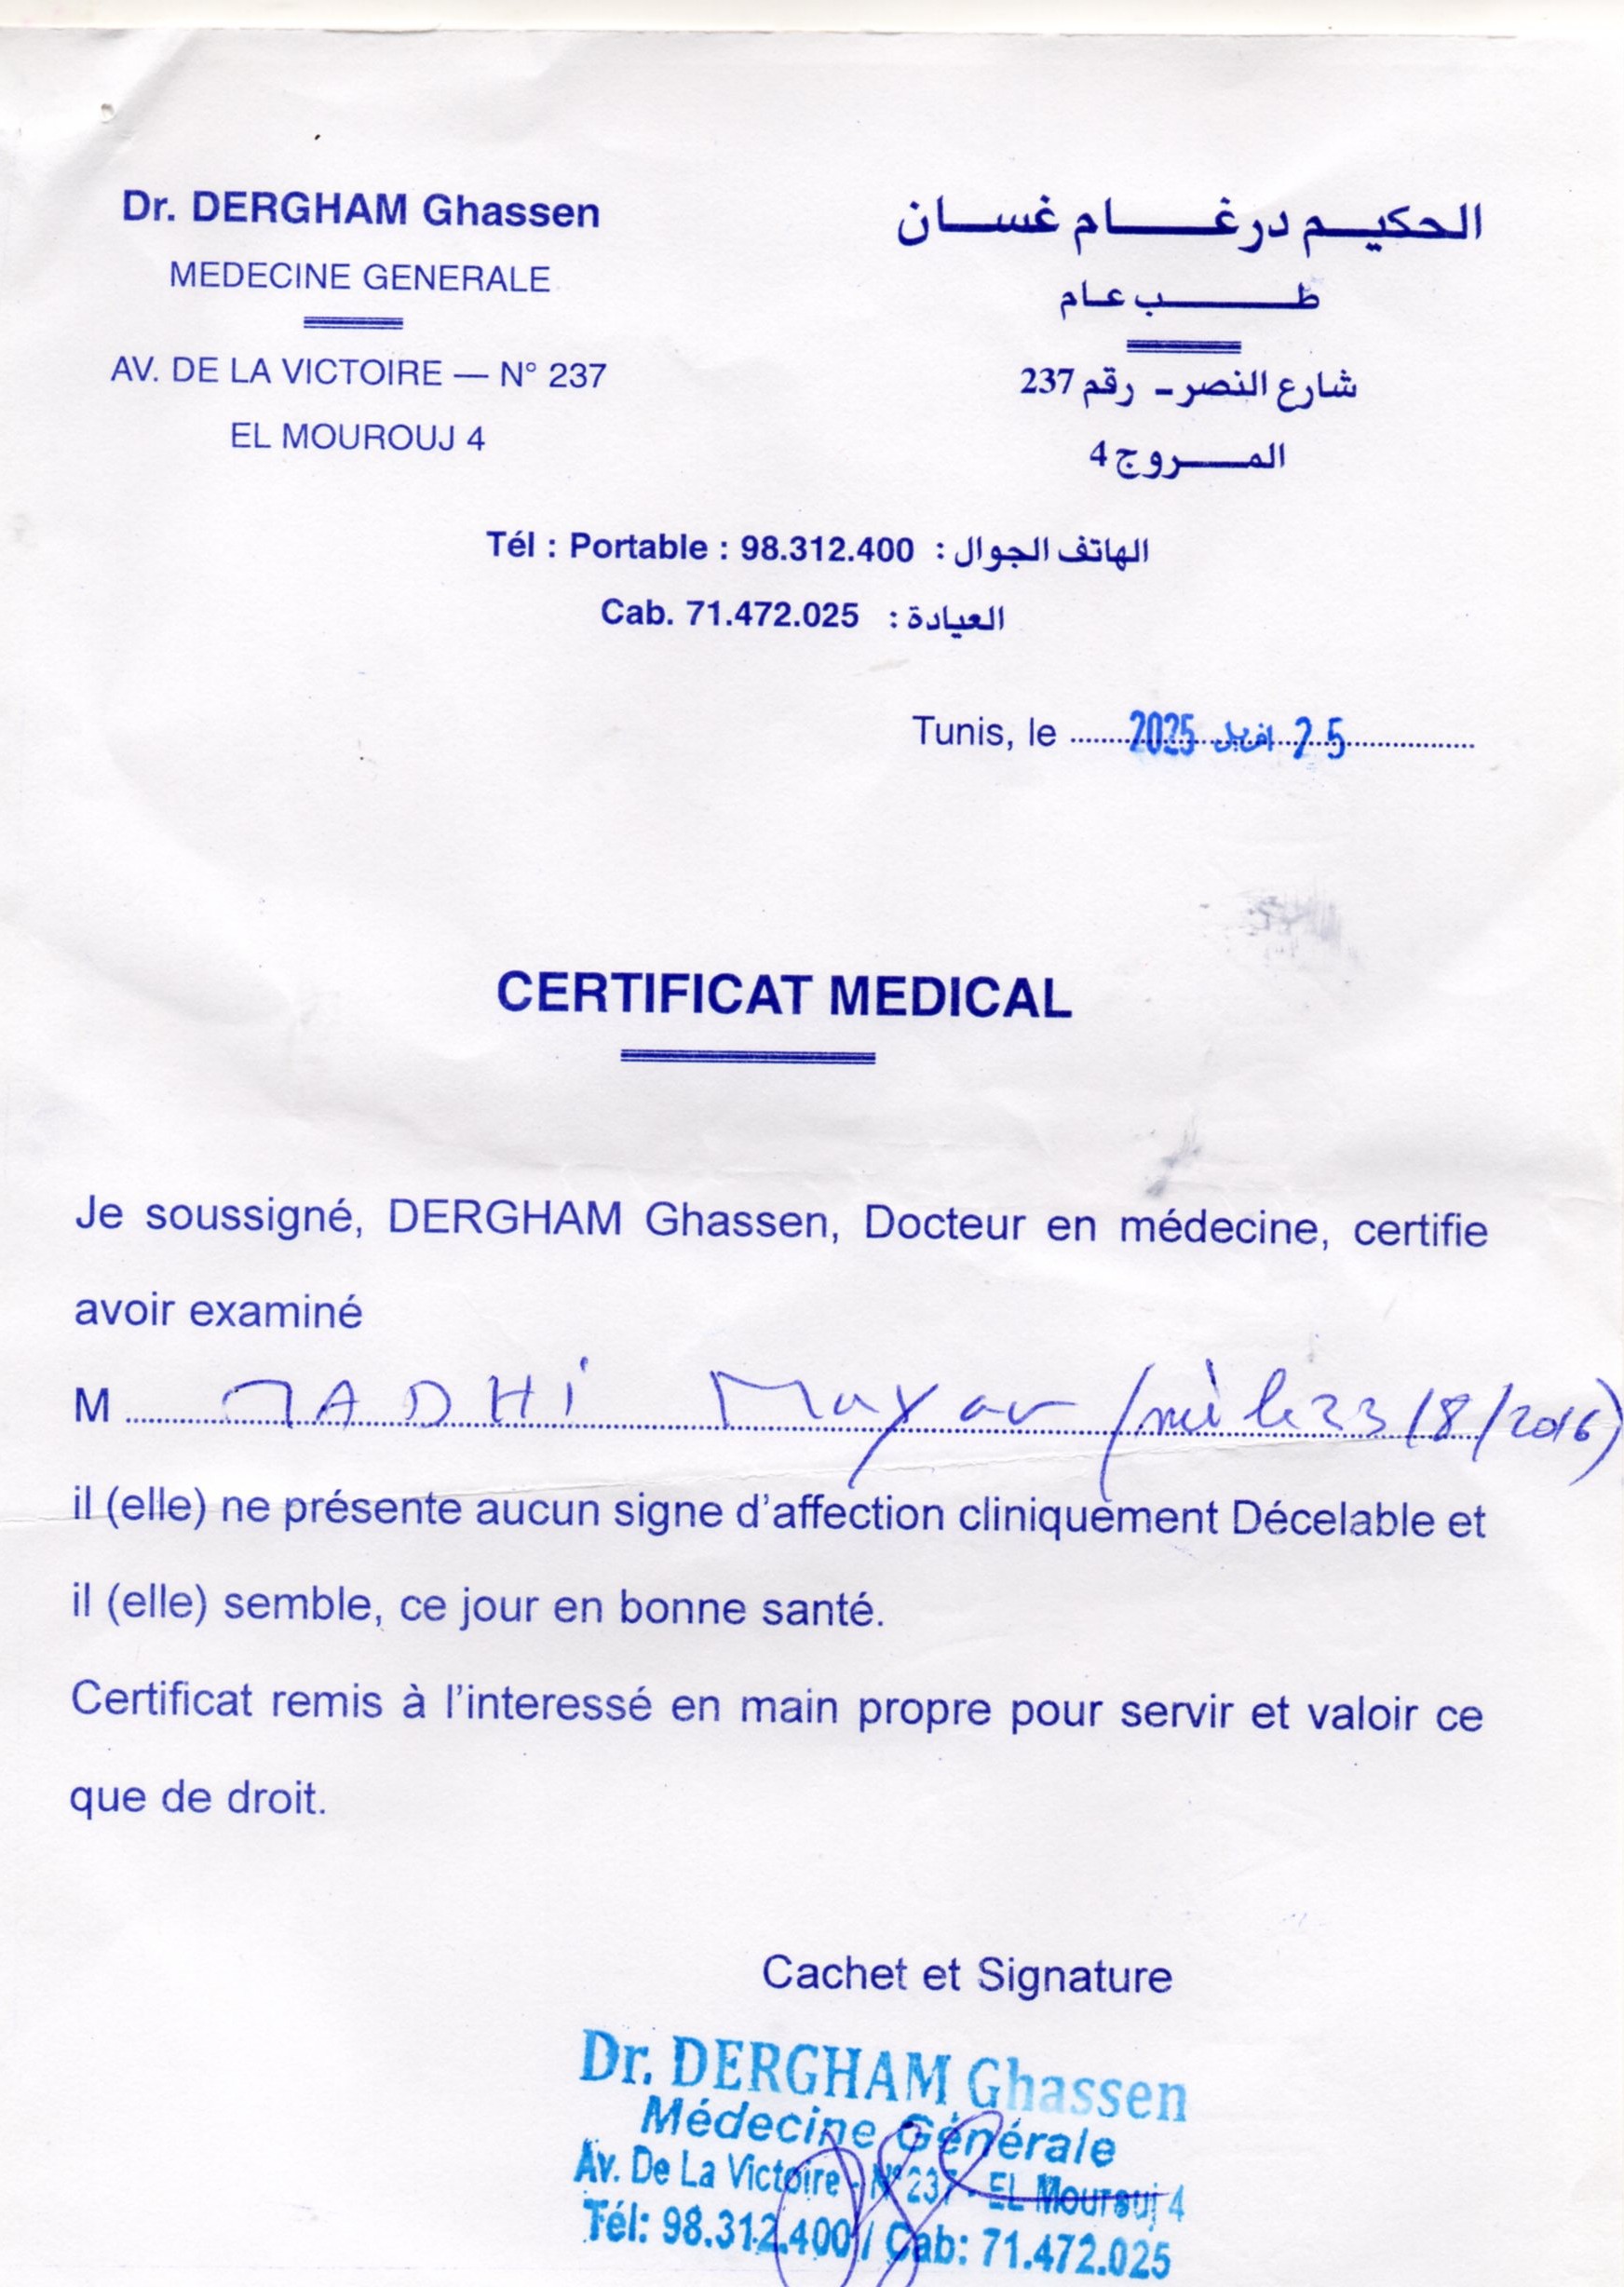 Dr. DERGHAM Ghassen
MEDECINE GENERALE
AV. DE LA VICTOIRE — N° 237
EL MOUROUJ 4
الحكيم درغام غسان
طب عام
شارع النصر - رقم 237
المروج 4
Tél : Portable : 98.312.400 : الهاتف الجوال
Cab. 71.472.025 : العيادة
Tunis, le 2025 افريل 25
CERTIFICAT MEDICAL
Je soussigné, DERGHAM Ghassen, Docteur en médecine, certifie
avoir examiné
M MADHi Mayar (née le 23/8/2016)
il (elle) ne présente aucun signe d'affection cliniquement Décelable et
il (elle) semble, ce jour en bonne santé.
Certificat remis à l'interessé en main propre pour servir et valoir ce
que de droit.
Cachet et Signature
Dr. DERGHAM Ghassen
Médecine Générale
Av. De La Victoire - N° 237 - EL Mourouj 4
Tél: 98.312.400 / Cab: 71.472.025